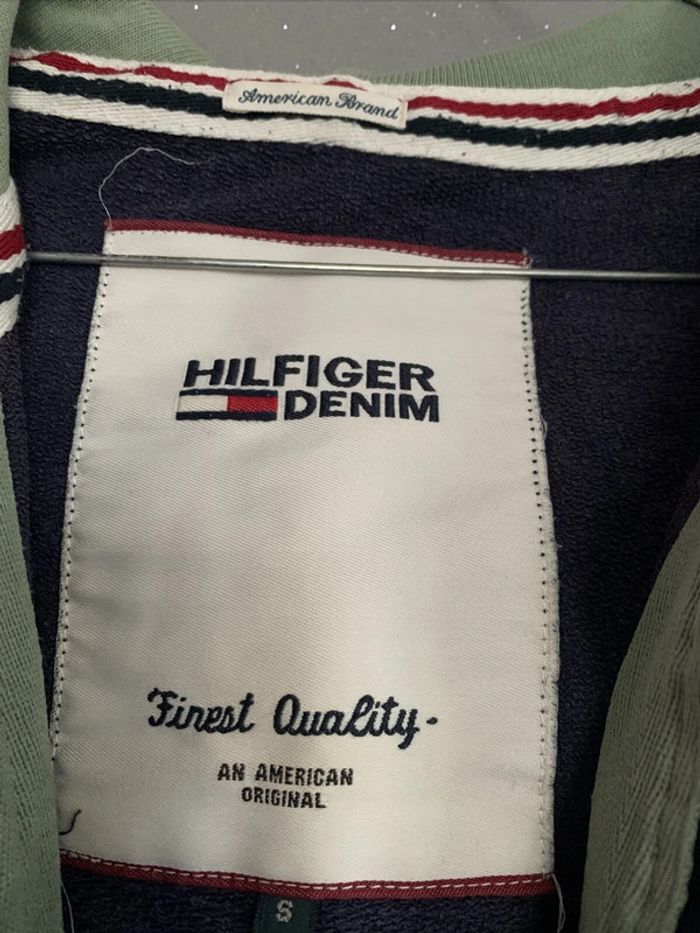 American Brand
HILFIGER
DENIM
Finest Quality.
AN AMERICAN
ORIGINAL
S